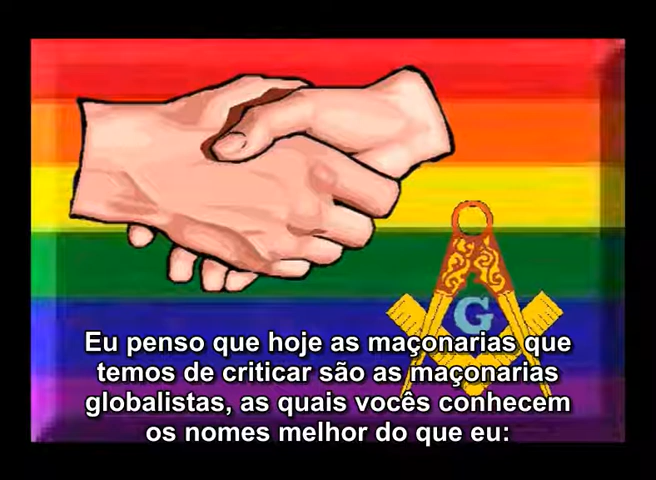 G
Eu penso que hoje as maçonarias que
temos de criticar são as maçonarias
globalistas, as quais vocês conhecem
os nomes melhor do que eu: